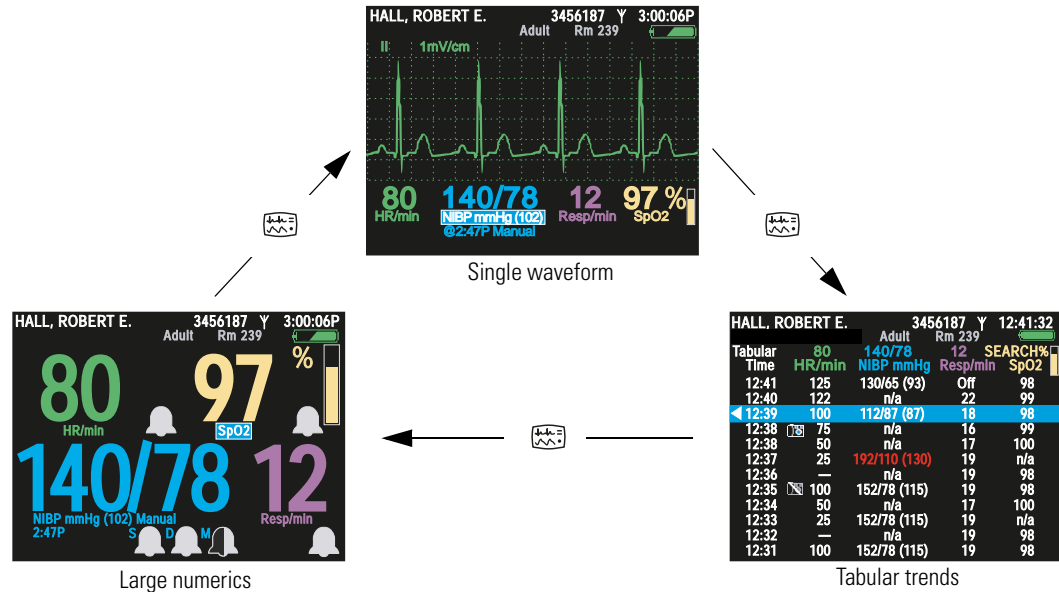 HALL, ROBERT E. 3456187 3:00:06P
Adult Rm 239
II 1mV/cm
80 140/78 12 97 %
HR/min NIBP mmHg (102) Resp/min SpO2
@2:47P Manual
Single waveform
HALL, ROBERT E. 3456187 3:00:06P
Adult Rm 239
80 97 %
HR/min SpO2
140/78 12
NIBP mmHg (102) Manual Resp/min
2:47P S D M
Large numerics
HALL, ROBERT E. 3456187 12:41:32
Adult Rm 239
Tabular 80 140/78 12 SEARCH%
Time HR/min NIBP mmHg Resp/min SpO2
12:41 125 130/65 (93) Off 98
12:40 122 n/a 22 99
12:39 100 112/87 (87) 18 98
12:38 75 n/a 16 99
12:38 50 n/a 17 100
12:37 25 192/110 (130) 19 n/a
12:36 — n/a 19 98
12:35 100 152/78 (115) 19 98
12:34 50 n/a 17 100
12:33 25 152/78 (115) 19 n/a
12:32 — n/a 19 98
12:31 100 152/78 (115) 19 98
Tabular trends